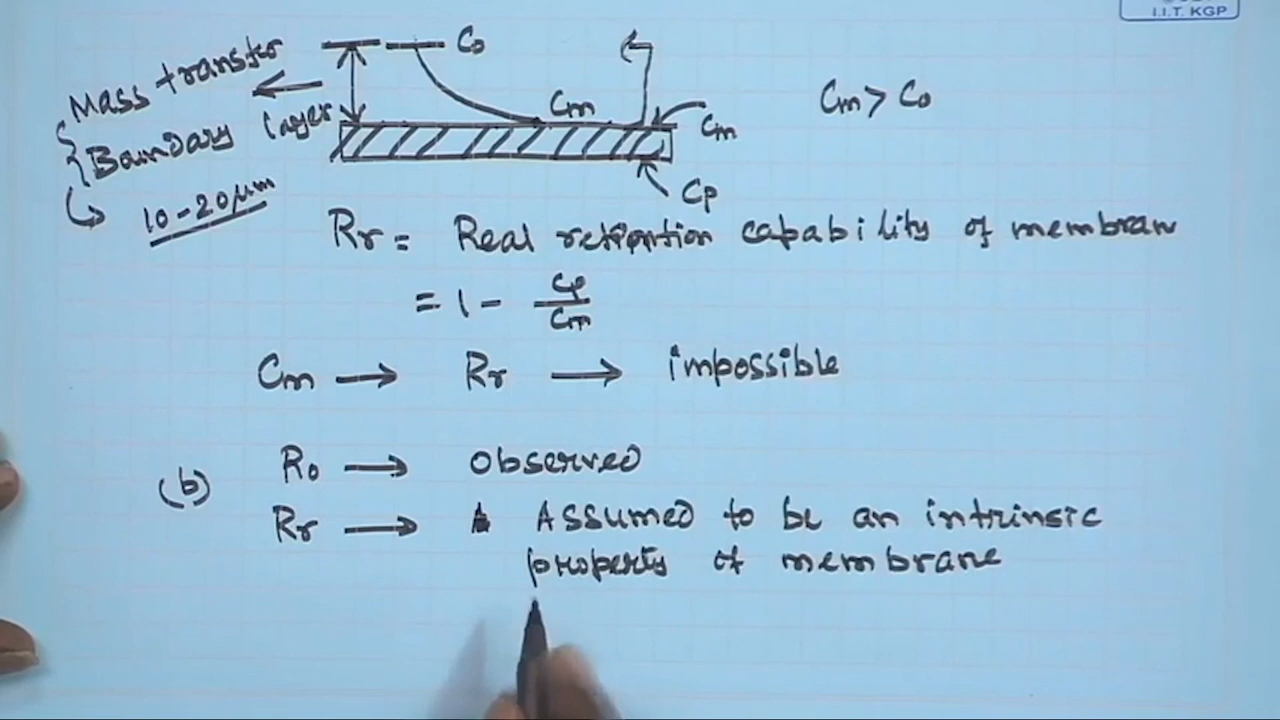 I.I.T. KGP
C₀
Mass transfer
Boundary layer
10-20μm
Cm
Cm
Cp
Cm > C₀
Rr = Real retention capability of membrane
= 1 - Cp/Cm
Cm → Rr → impossible
(b) R₀ → Observed
Rr → Assumed to be an intrinsic
property of membrane